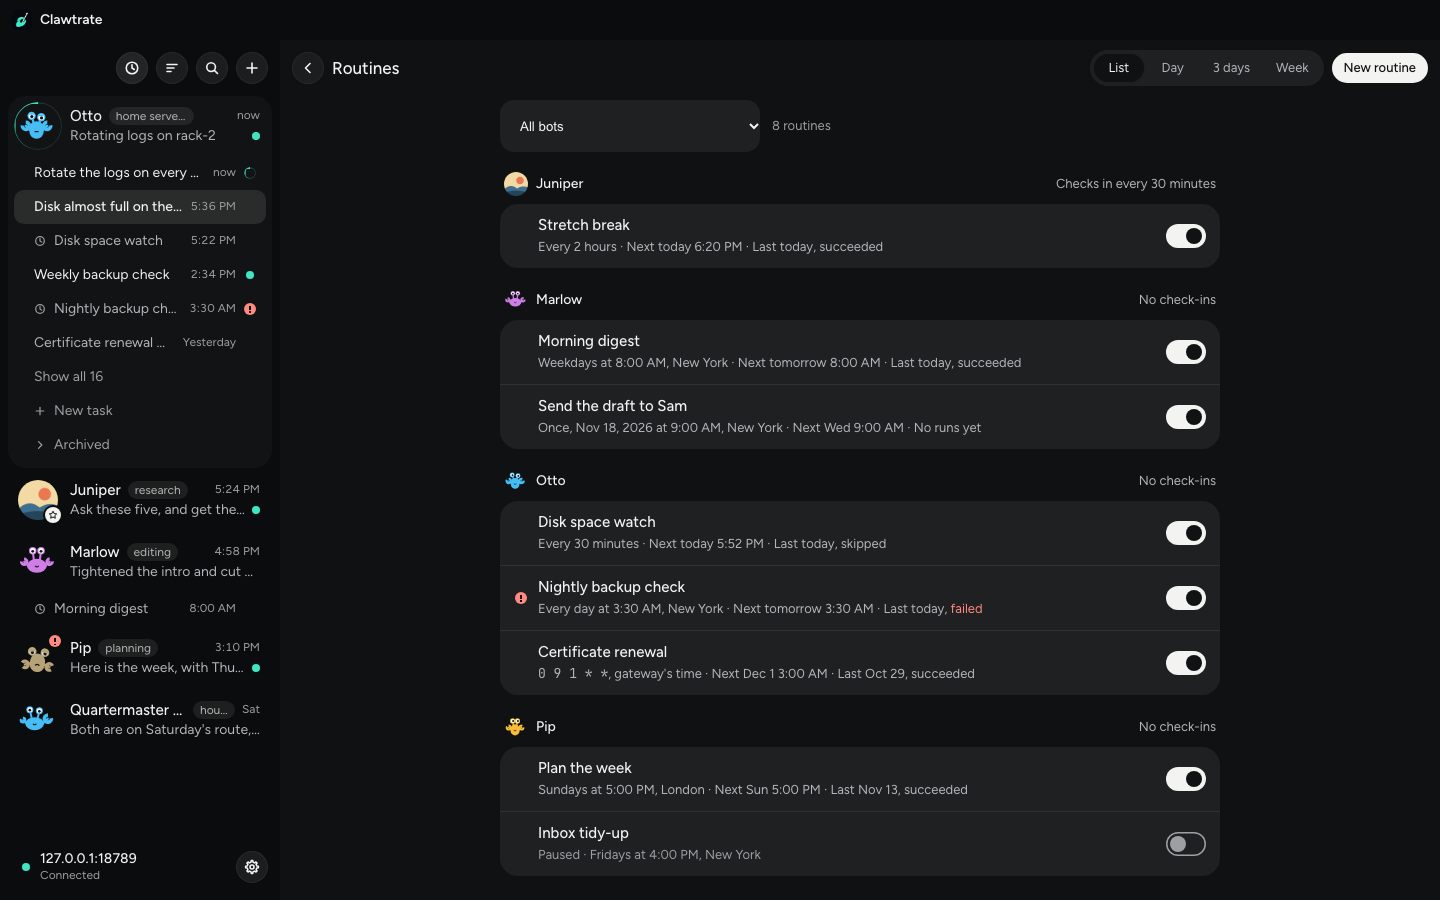 Clawtrate
Otto
home serve...
now
Rotating logs on rack-2
Rotate the logs on every ...
now
Disk almost full on the...
5:36 PM
Disk space watch
5:22 PM
Weekly backup check
2:34 PM
Nightly backup ch...
3:30 AM
Certificate renewal ...
Yesterday
Show all 16
New task
Archived
Juniper
research
5:24 PM
Ask these five, and get the...
Marlow
editing
4:58 PM
Tightened the intro and cut ...
Morning digest
8:00 AM
Pip
planning
3:10 PM
Here is the week, with Thu...
Quartermaster ...
hou...
Sat
Both are on Saturday's route,...
127.0.0.1:18789
Connected
Routines
List
Day
3 days
Week
New routine
All bots
8 routines
Juniper
Checks in every 30 minutes
Stretch break
Every 2 hours · Next today 6:20 PM · Last today, succeeded
Marlow
No check-ins
Morning digest
Weekdays at 8:00 AM, New York · Next tomorrow 8:00 AM · Last today, succeeded
Send the draft to Sam
Once, Nov 18, 2026 at 9:00 AM, New York · Next Wed 9:00 AM · No runs yet
Otto
No check-ins
Disk space watch
Every 30 minutes · Next today 5:52 PM · Last today, skipped
Nightly backup check
Every day at 3:30 AM, New York · Next tomorrow 3:30 AM · Last today, failed
Certificate renewal
0 9 1 * *, gateway's time · Next Dec 1 3:00 AM · Last Oct 29, succeeded
Pip
No check-ins
Plan the week
Sundays at 5:00 PM, London · Next Sun 5:00 PM · Last Nov 13, succeeded
Inbox tidy-up
Paused · Fridays at 4:00 PM, New York